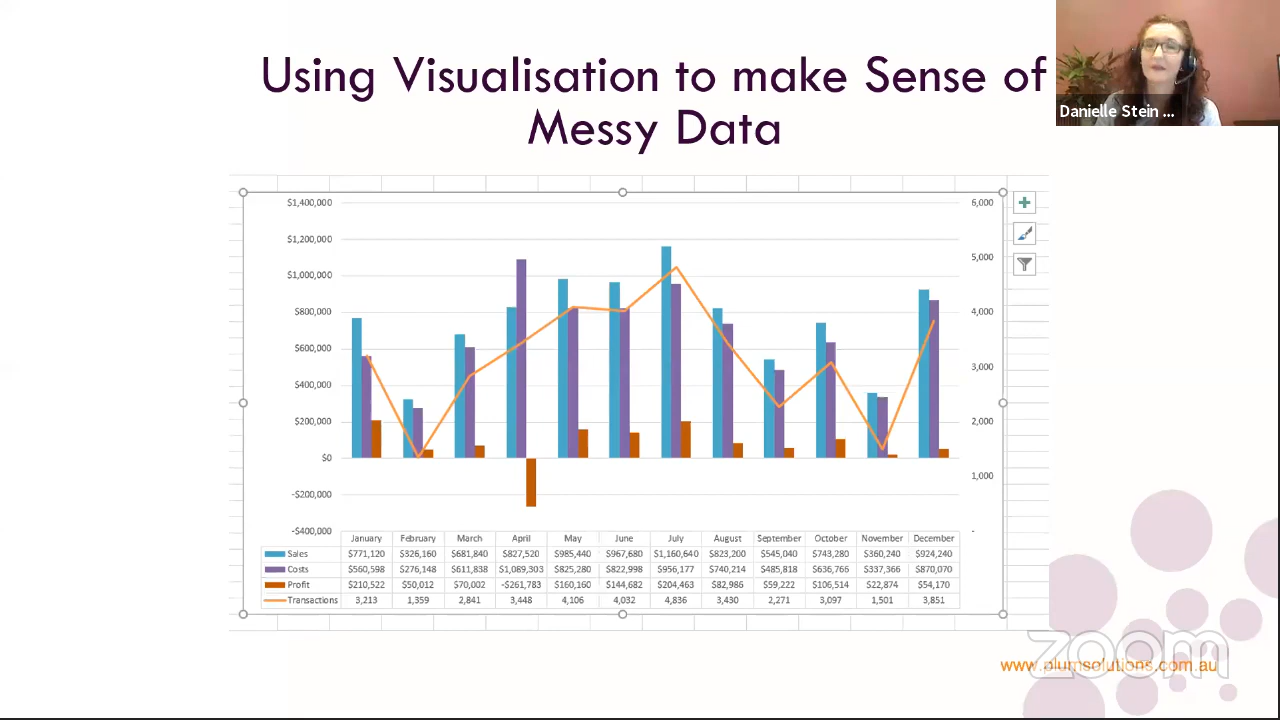 Using Visualisation to make Sense of
Messy Data
Danielle Stein ...
$1,400,000
$1,200,000
$1,000,000
$800,000
$600,000
$400,000
$200,000
$0
-$200,000
-$400,000
6,000
5,000
4,000
3,000
2,000
1,000
-
January February March April May June July August September October November December
Sales $771,120 $326,160 $681,840 $827,520 $985,440 $967,680 $1,160,640 $823,200 $545,040 $743,280 $360,240 $924,240
Costs $560,598 $276,148 $611,838 $1,089,303 $825,280 $822,998 $956,177 $740,214 $485,818 $636,766 $337,366 $870,070
Profit $210,522 $50,012 $70,002 -$261,783 $160,160 $144,682 $204,463 $82,986 $59,222 $106,514 $22,874 $54,170
Transactions 3,213 1,359 2,841 3,448 4,106 4,032 4,836 3,430 2,271 3,097 1,501 3,851
zoom
www.plumsolutions.com.au